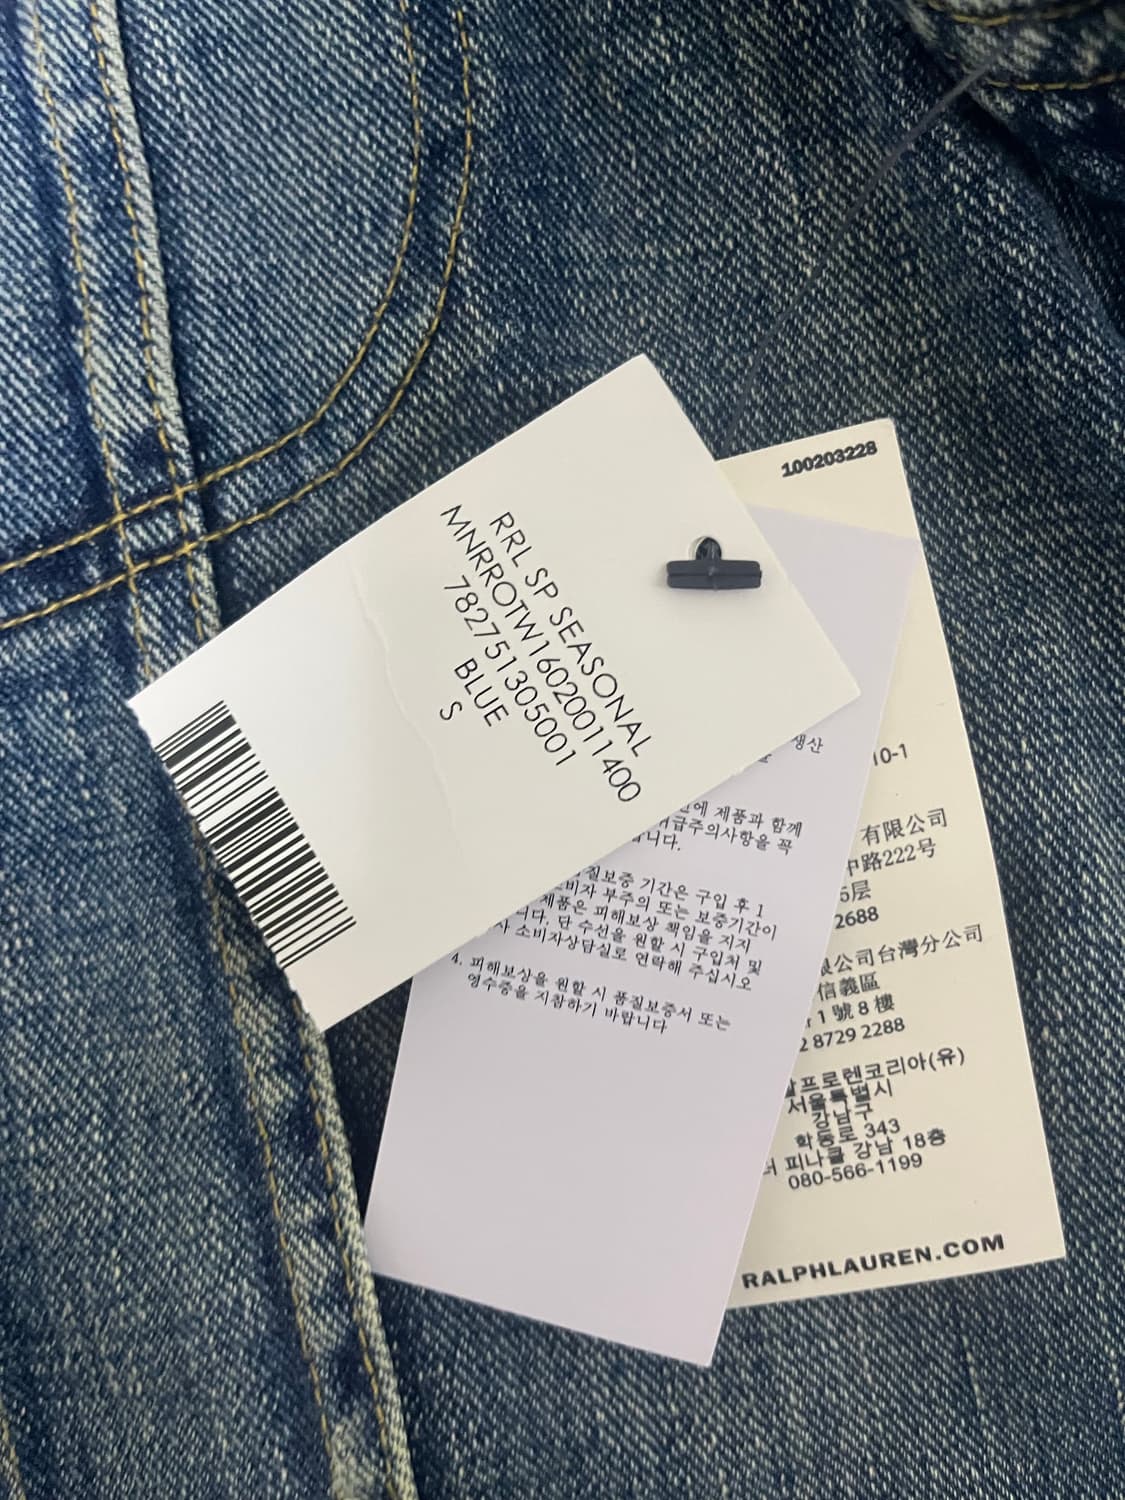 RRL SP SEASONAL
MNRROTW16020011400
782751305001
BLUE
S
100203228
생산
에 제품과 함께
급주의사항을 꼭
니다.
질보증 기간은 구입 후 1
비자 부주의 또는 보증기간이
제품은 피해보상 책임을 지지
니다. 단 수선을 원할 시 구입처 및
사 소비자상담실로 연락해 주십시오
4. 피해보상을 원할 시 품질보증서 또는
영수증을 지참하기 바랍니다
10-1
有限公司
中路222号
5层
2688
限公司台灣分公司
信義區
1 號 8 樓
2 8729 2288
랄프로렌코리아(유)
서울특별시
강남구
학동로 343
피나클 강남 18층
080-566-1199
RALPHLAUREN.COM